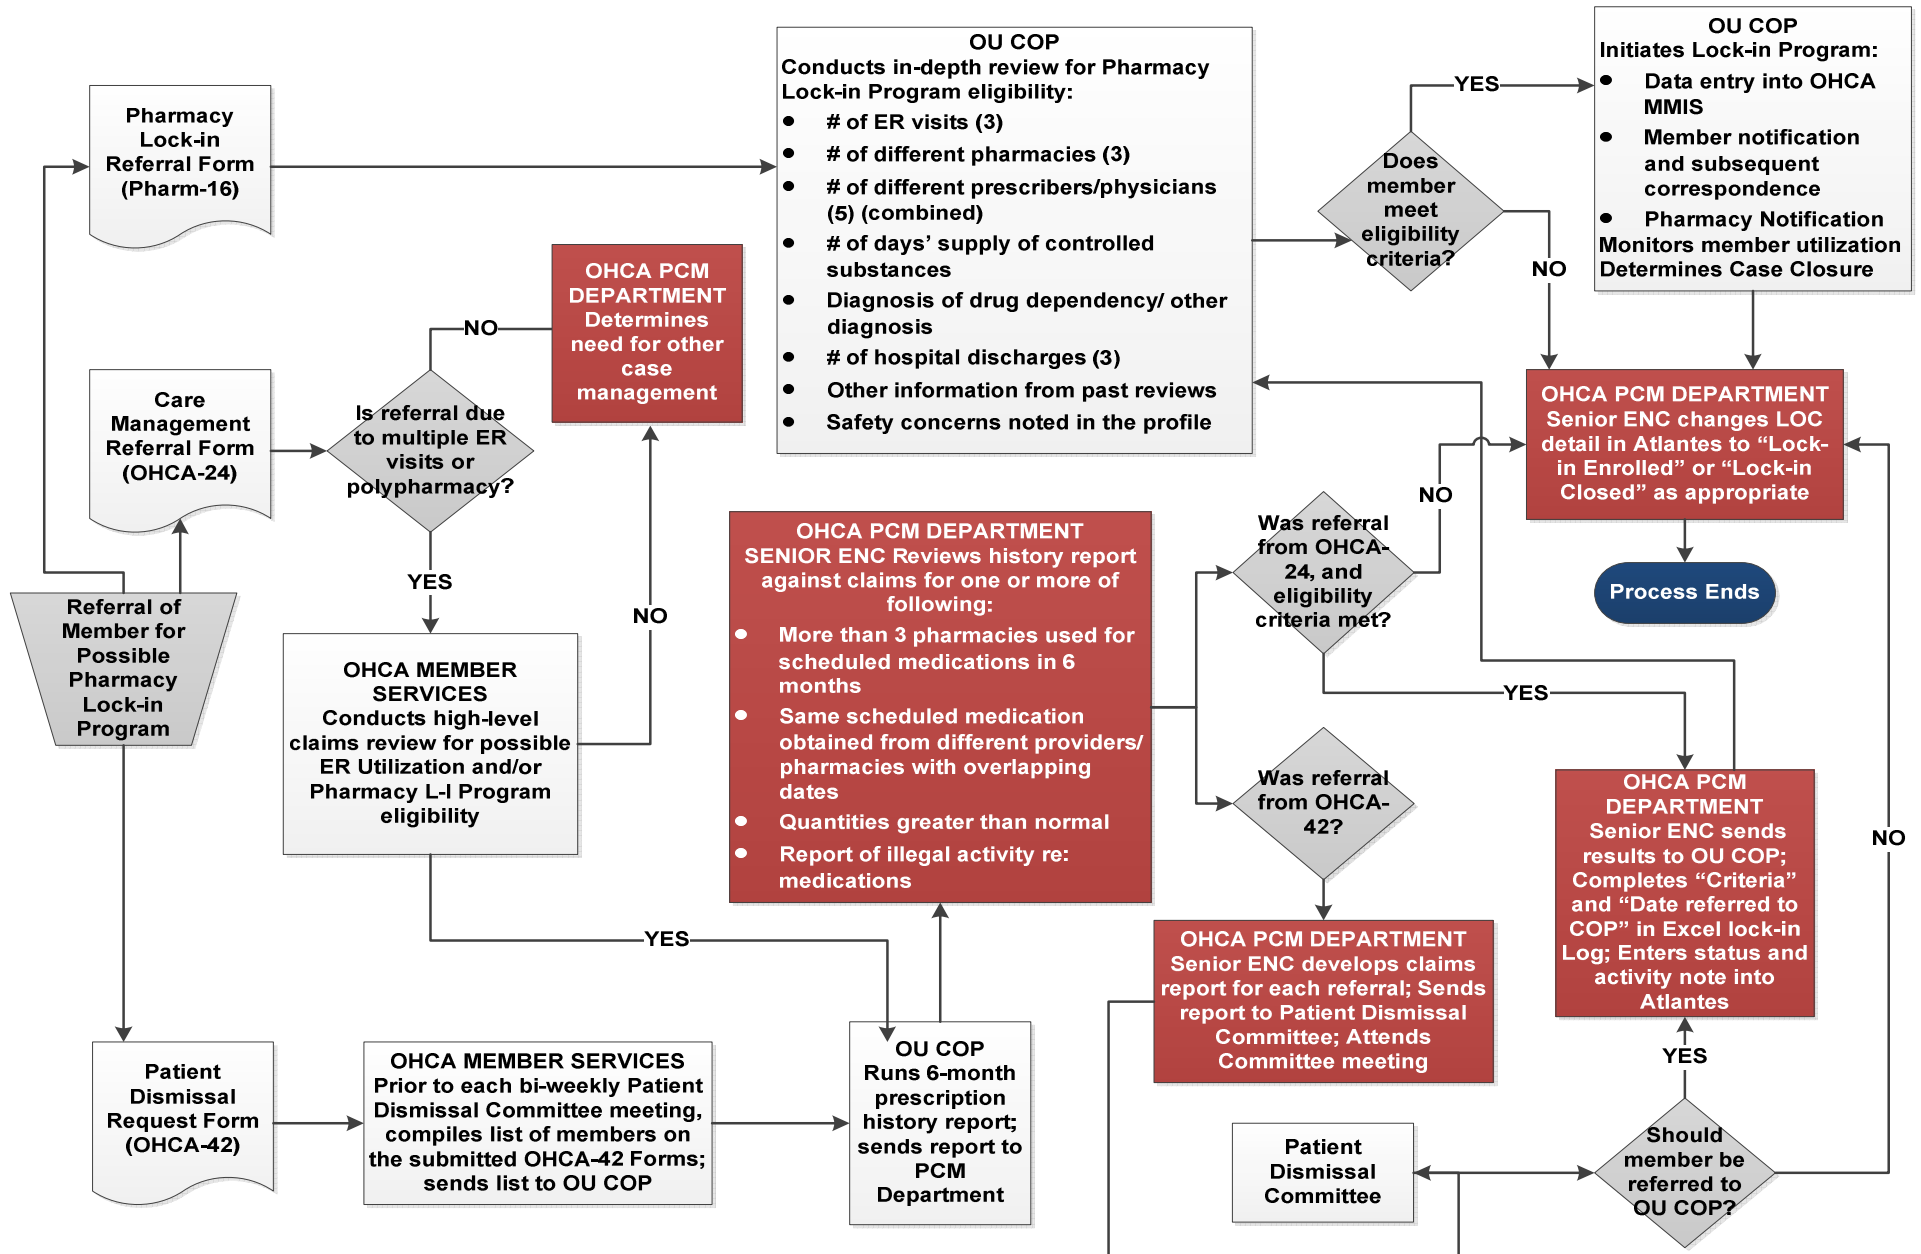 OU COP
Conducts in-depth review for Pharmacy
Lock-in Program eligibility:
● # of ER visits (3)
● # of different pharmacies (3)
● # of different prescribers/physicians
(5) (combined)
● # of days’ supply of controlled
substances
● Diagnosis of drug dependency/ other
diagnosis
● # of hospital discharges (3)
● Other information from past reviews
● Safety concerns noted in the profile
OU COP
Initiates Lock-in Program:
● Data entry into OHCA
MMIS
● Member notification
and subsequent
correspondence
● Pharmacy Notification
Monitors member utilization
Determines Case Closure
YES
Does
member
meet
eligibility
criteria?
NO
Pharmacy
Lock-in
Referral Form
(Pharm-16)
OHCA PCM
DEPARTMENT
Determines
need for other
case
management
NO
Care
Management
Referral Form
(OHCA-24)
Is referral due
to multiple ER
visits or
polypharmacy?
YES
NO
OHCA PCM DEPARTMENT
Senior ENC changes LOC
detail in Atlantes to “Lock-
in Enrolled” or “Lock-in
Closed” as appropriate
Process Ends
Referral of
Member for
Possible
Pharmacy
Lock-in
Program
OHCA MEMBER
SERVICES
Conducts high-level
claims review for possible
ER Utilization and/or
Pharmacy L-I Program
eligibility
YES
OHCA PCM DEPARTMENT
SENIOR ENC Reviews history report
against claims for one or more of
following:
● More than 3 pharmacies used for
scheduled medications in 6
months
● Same scheduled medication
obtained from different providers/
pharmacies with overlapping
dates
● Quantities greater than normal
● Report of illegal activity re:
medications
Was referral
from OHCA-
24, and
eligibility
criteria met?
NO
YES
Was referral
from OHCA-
42?
OHCA PCM
DEPARTMENT
Senior ENC sends
results to OU COP;
Completes “Criteria”
and “Date referred to
COP” in Excel lock-in
Log; Enters status and
activity note into
Atlantes
NO
OHCA PCM DEPARTMENT
Senior ENC develops claims
report for each referral; Sends
report to Patient Dismissal
Committee; Attends
Committee meeting
YES
Patient
Dismissal
Request Form
(OHCA-42)
OHCA MEMBER SERVICES
Prior to each bi-weekly Patient
Dismissal Committee meeting,
compiles list of members on
the submitted OHCA-42 Forms;
sends list to OU COP
OU COP
Runs 6-month
prescription
history report;
sends report to
PCM
Department
Patient
Dismissal
Committee
Should
member be
referred to
OU COP?